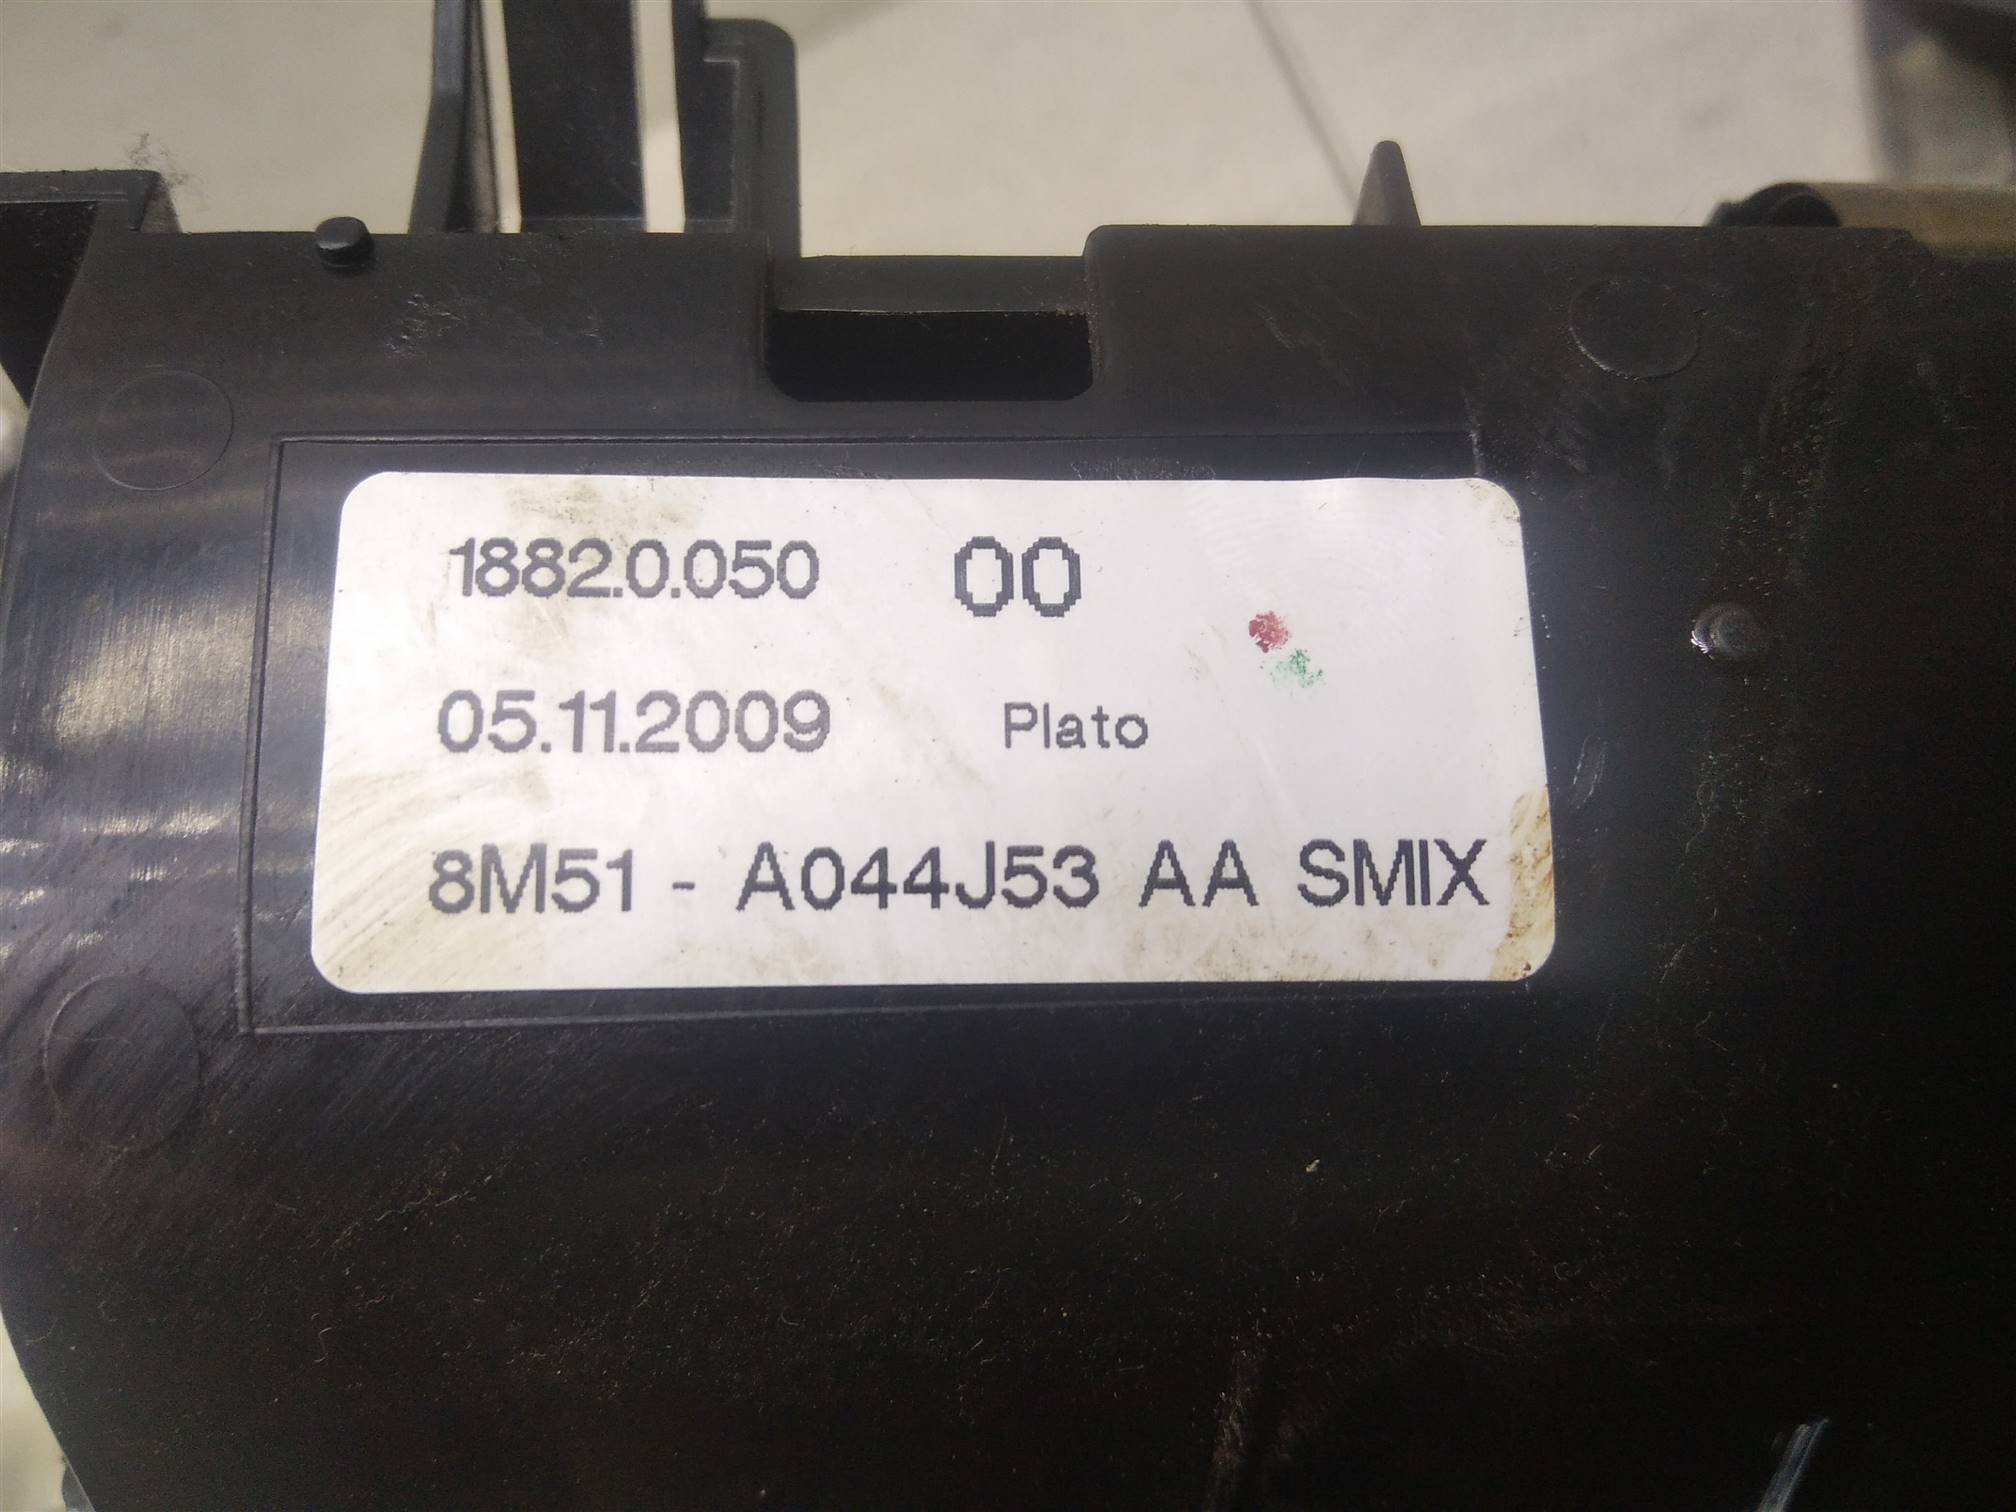 1882.0.050 00
05.11.2009 Plato
8M51 - A044J53 AA SMIX